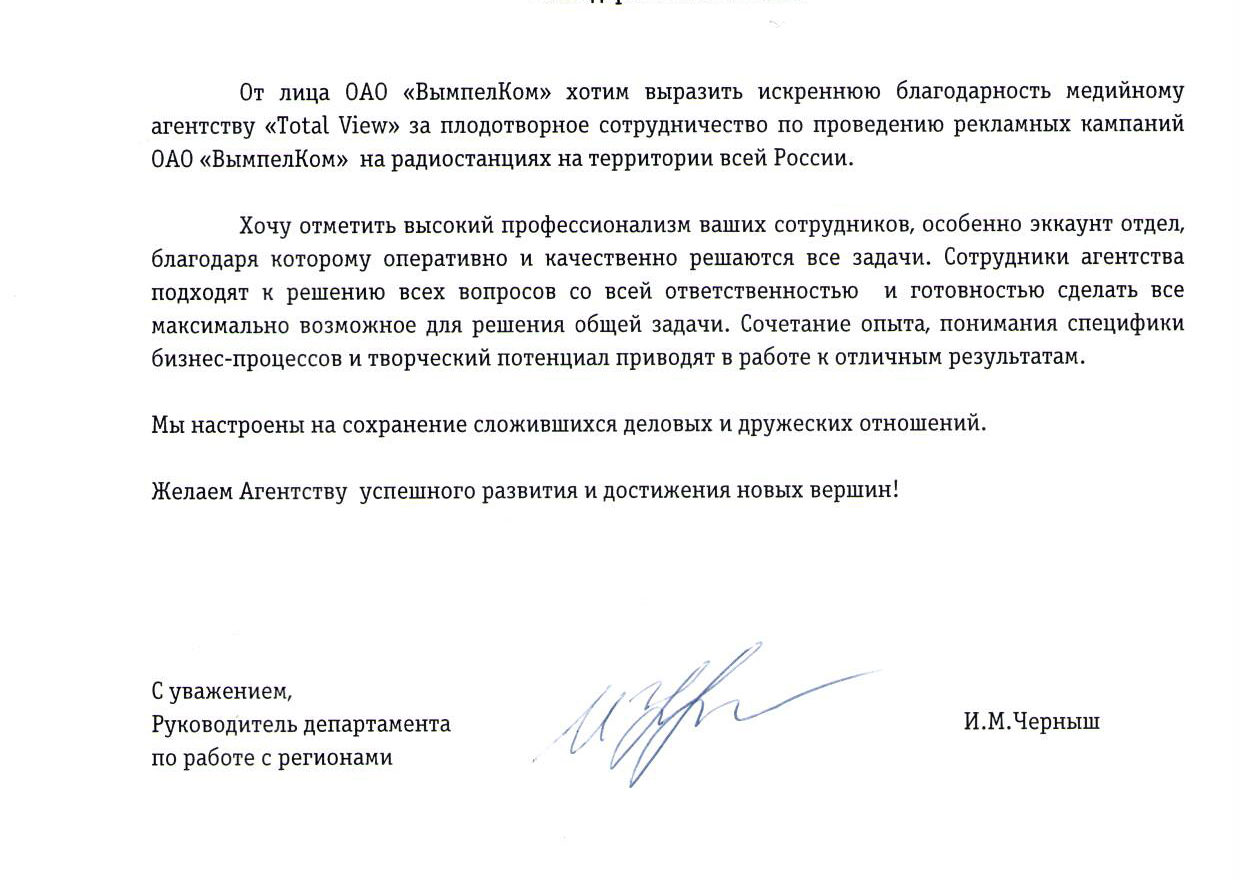 От лица ОАО «ВымпелКом» хотим выразить искреннюю благодарность медийному
агентству «Total View» за плодотворное сотрудничество по проведению рекламных кампаний
ОАО «ВымпелКом»  на радиостанциях на территории всей России.
Хочу отметить высокий профессионализм ваших сотрудников, особенно эккаунт отдел,
благодаря которому оперативно и качественно решаются все задачи. Сотрудники агентства
подходят к решению всех вопросов со всей ответственностью  и готовностью сделать все
максимально возможное для решения общей задачи. Сочетание опыта, понимания специфики
бизнес-процессов и творческий потенциал приводят в работе к отличным результатам.
Мы настроены на сохранение сложившихся деловых и дружеских отношений.
Желаем Агентству  успешного развития и достижения новых вершин!
С уважением,
Руководитель департамента
по работе с регионами
И.М.Черныш